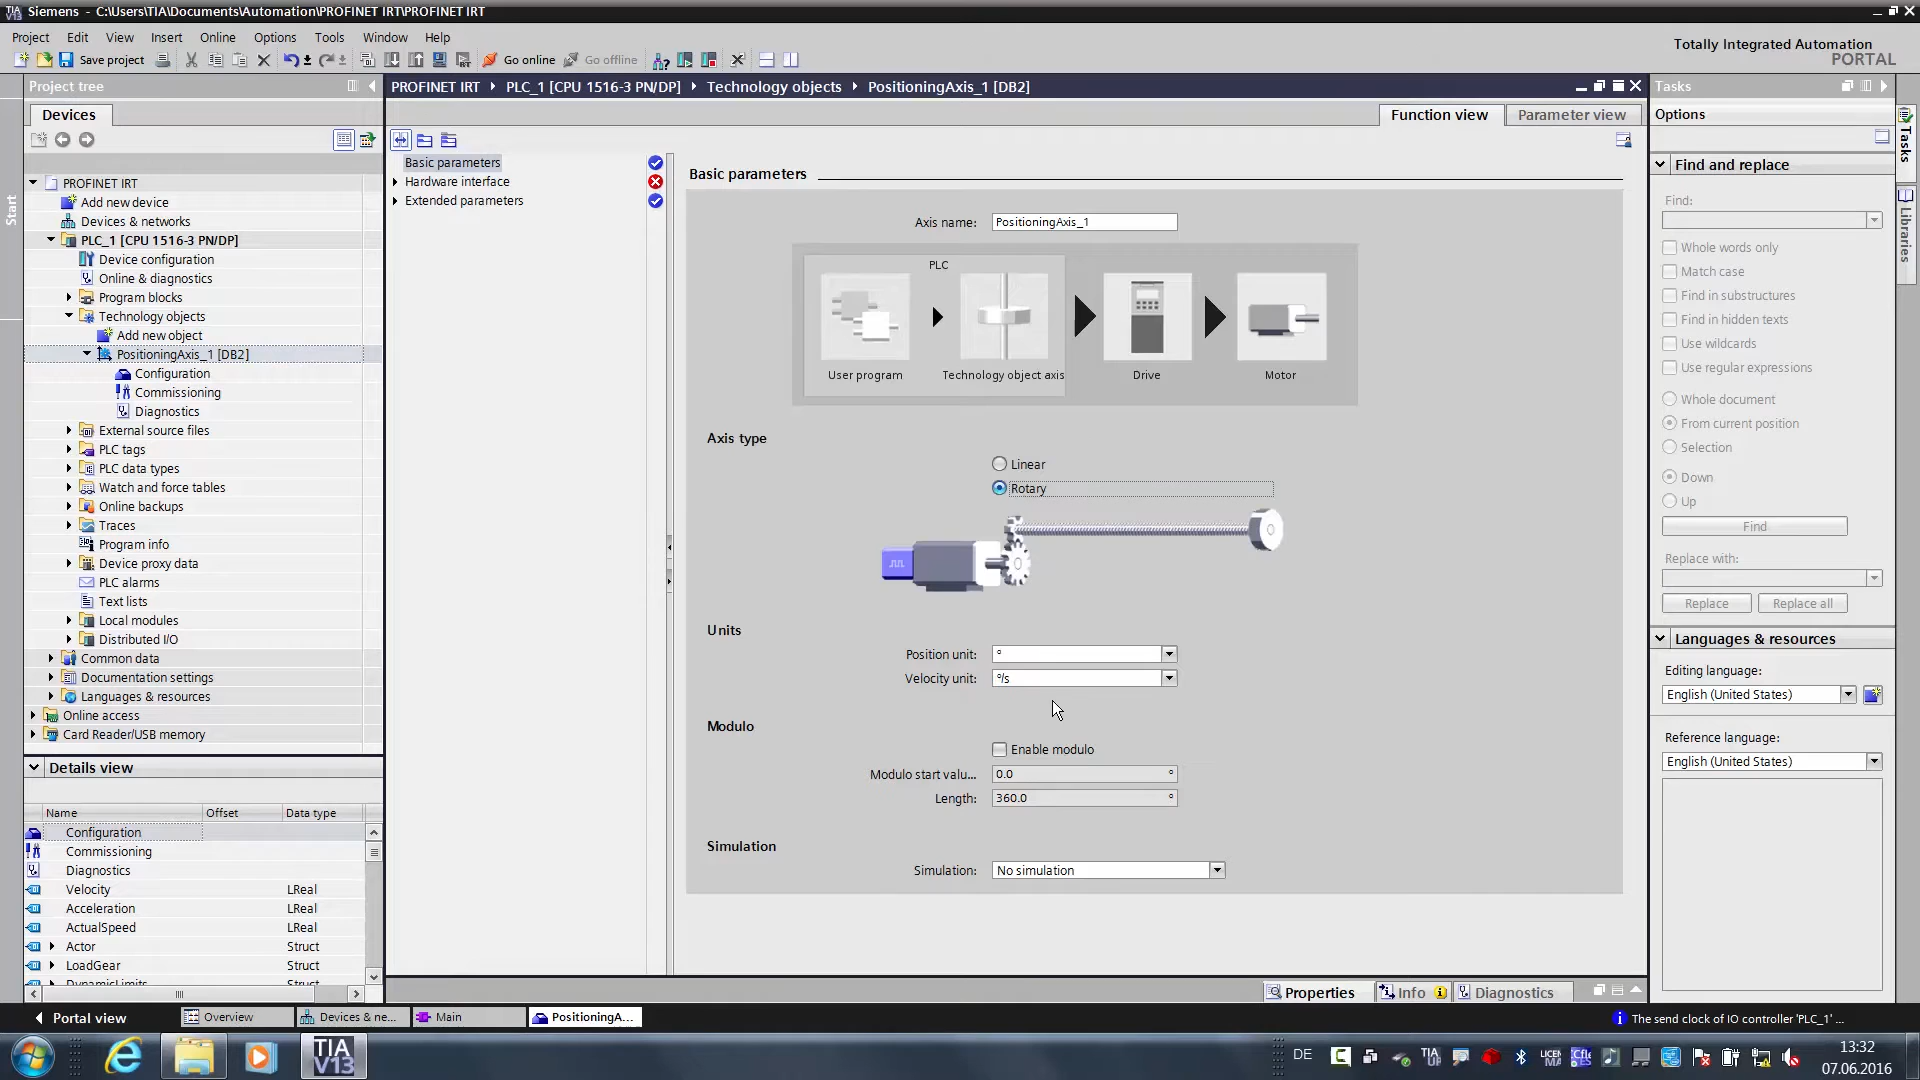 Siemens - C:\Users\TIA\Documents\Automation\PROFINET IRT\PROFINET IRT
Project Edit View Insert Online Options Tools Window Help
Totally Integrated Automation
PORTAL
Save project
Go online
Go offline
Project tree
Devices
PROFINET IRT
Add new device
Devices & networks
PLC_1 [CPU 1516-3 PN/DP]
Device configuration
Online & diagnostics
Program blocks
Technology objects
Add new object
PositioningAxis_1 [DB2]
Configuration
Commissioning
Diagnostics
External source files
PLC tags
PLC data types
Watch and force tables
Online backups
Traces
Program info
Device proxy data
PLC alarms
Text lists
Local modules
Distributed I/O
Common data
Documentation settings
Languages & resources
Online access
Card Reader/USB memory
Details view
Name Offset Data type
Configuration
Commissioning
Diagnostics
Velocity LReal
Acceleration LReal
ActualSpeed LReal
Actor Struct
LoadGear Struct
DynamicLimits Struct
Start
PROFINET IRT PLC_1 [CPU 1516-3 PN/DP] Technology objects PositioningAxis_1 [DB2]
Function view
Parameter view
Basic parameters
Hardware interface
Extended parameters
Basic parameters
Axis name: PositioningAxis_1
PLC
User program
Technology object axis
Drive
Motor
Axis type
Linear
Rotary
Units
Position unit: °
Velocity unit: °/s
Modulo
Enable modulo
Modulo start valu... 0.0 °
Length: 360.0 °
Simulation
Simulation: No simulation
Properties
Info
Diagnostics
Tasks
Options
Find and replace
Find:
Whole words only
Match case
Find in substructures
Find in hidden texts
Use wildcards
Use regular expressions
Whole document
From current position
Selection
Down
Up
Find
Replace with:
Replace
Replace all
Languages & resources
Editing language:
English (United States)
Reference language:
English (United States)
Tasks
Libraries
Portal view
Overview
Devices & ne...
Main
PositioningA...
The send clock of IO controller 'PLC_1' ...
TIA
V13
DE
13:32
07.06.2016